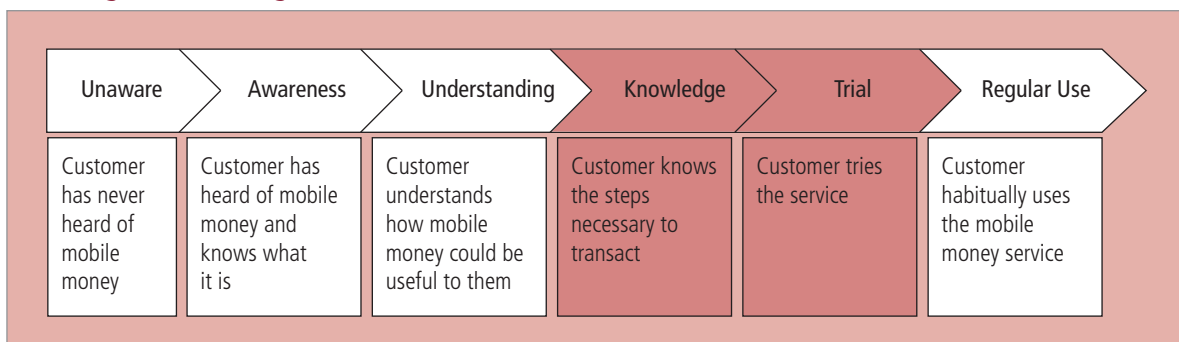 Unaware
Awareness
Understanding
Knowledge
Trial
Regular Use
Customer
has never
heard of
mobile
money
Customer has
heard of mobile
money and
knows what
it is
Customer
understands
how mobile
money could be
useful to them
Customer knows
the steps
necessary to
transact
Customer tries
the service
Customer
habitually uses
the mobile
money service